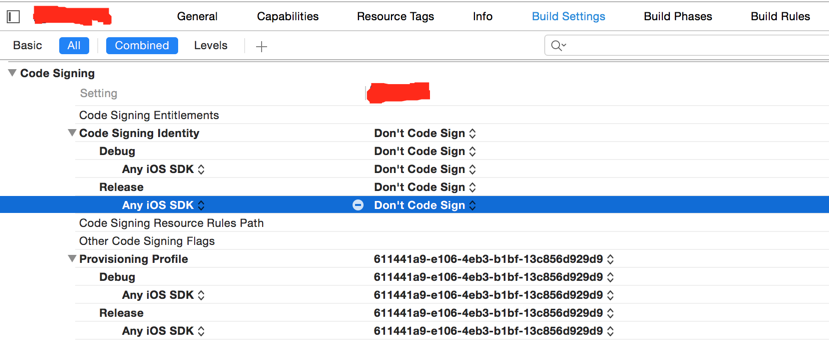 General Capabilities Resource Tags Info Build Settings Build Phases Build Rules
Basic All Combined Levels
Code Signing
Setting
Code Signing Entitlements
Code Signing Identity Don't Code Sign
Debug Don't Code Sign
Any iOS SDK Don't Code Sign
Release Don't Code Sign
Any iOS SDK Don't Code Sign
Code Signing Resource Rules Path
Other Code Signing Flags
Provisioning Profile 611441a9-e106-4eb3-b1bf-13c856d929d9
Debug 611441a9-e106-4eb3-b1bf-13c856d929d9
Any iOS SDK 611441a9-e106-4eb3-b1bf-13c856d929d9
Release 611441a9-e106-4eb3-b1bf-13c856d929d9
Any iOS SDK 611441a9-e106-4eb3-b1bf-13c856d929d9